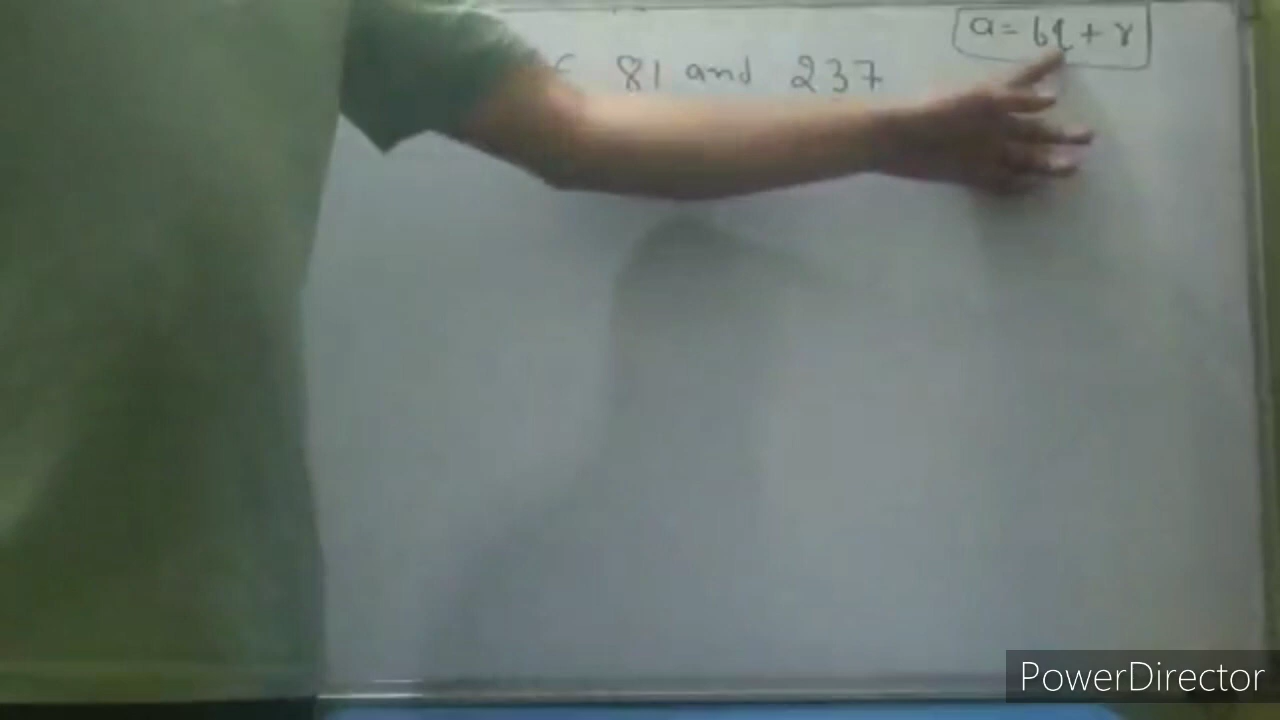 a = bq + r
81 and 237
PowerDirector